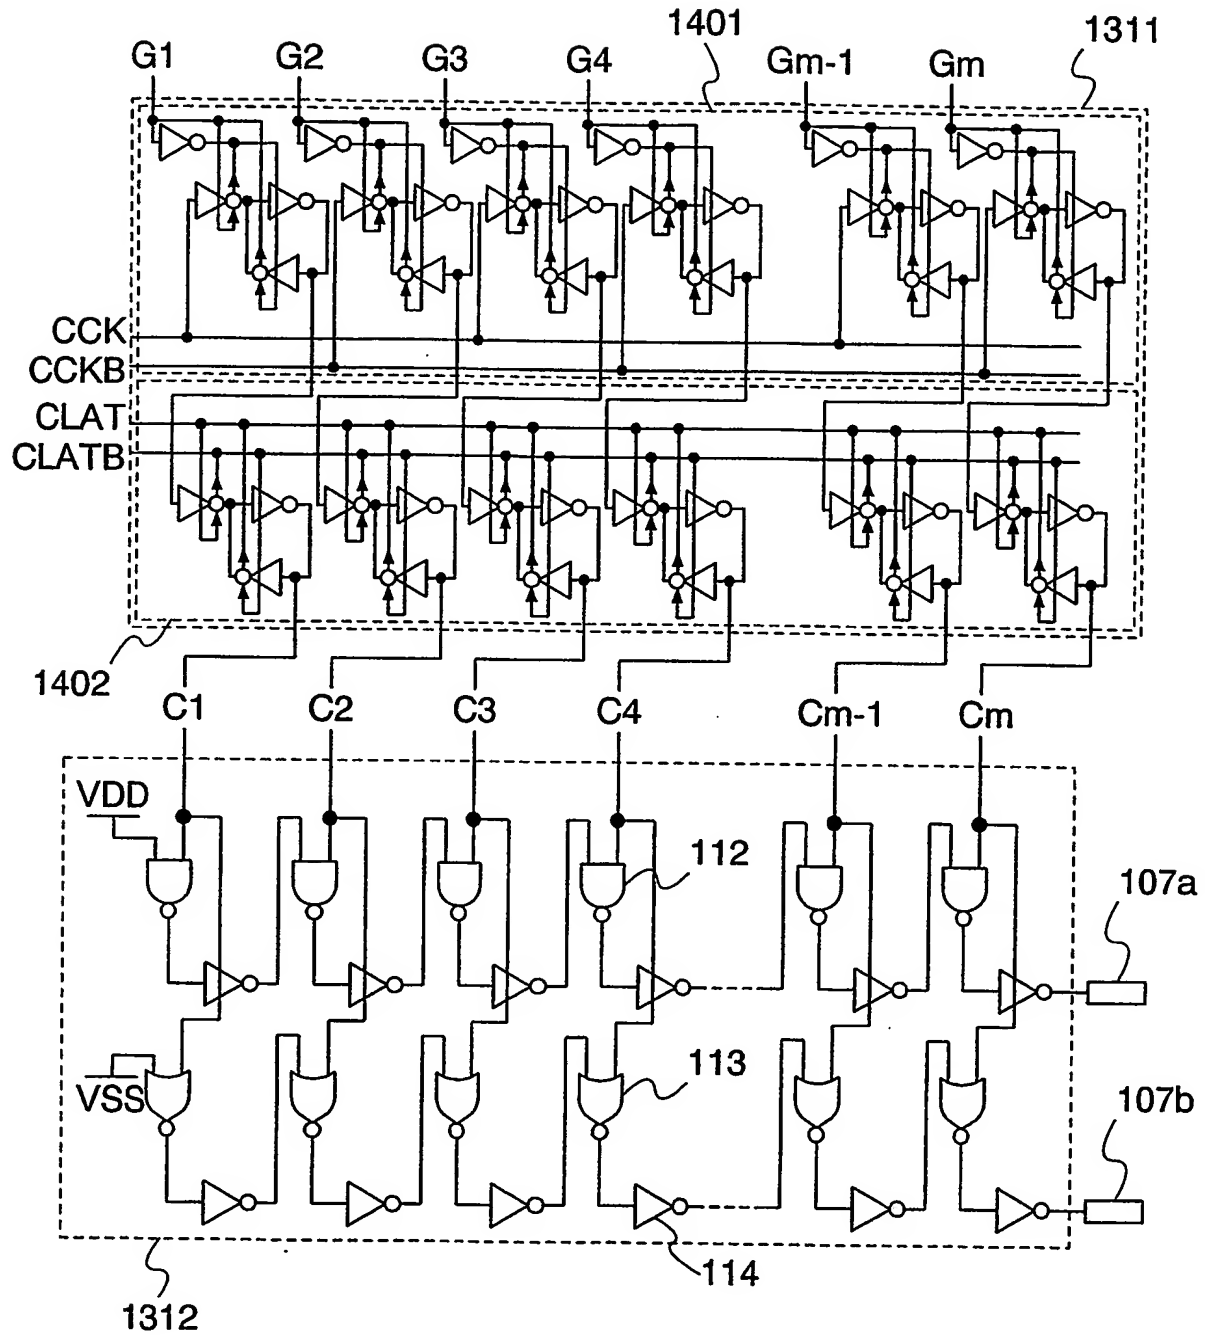 1401
1311
G1 G2 G3 G4 Gm-1 Gm
CCK
CCKB
CLAT
CLATB
1402
C1 C2 C3 C4 Cm-1 Cm
VDD
112
107a
VSS
113
107b
114
1312